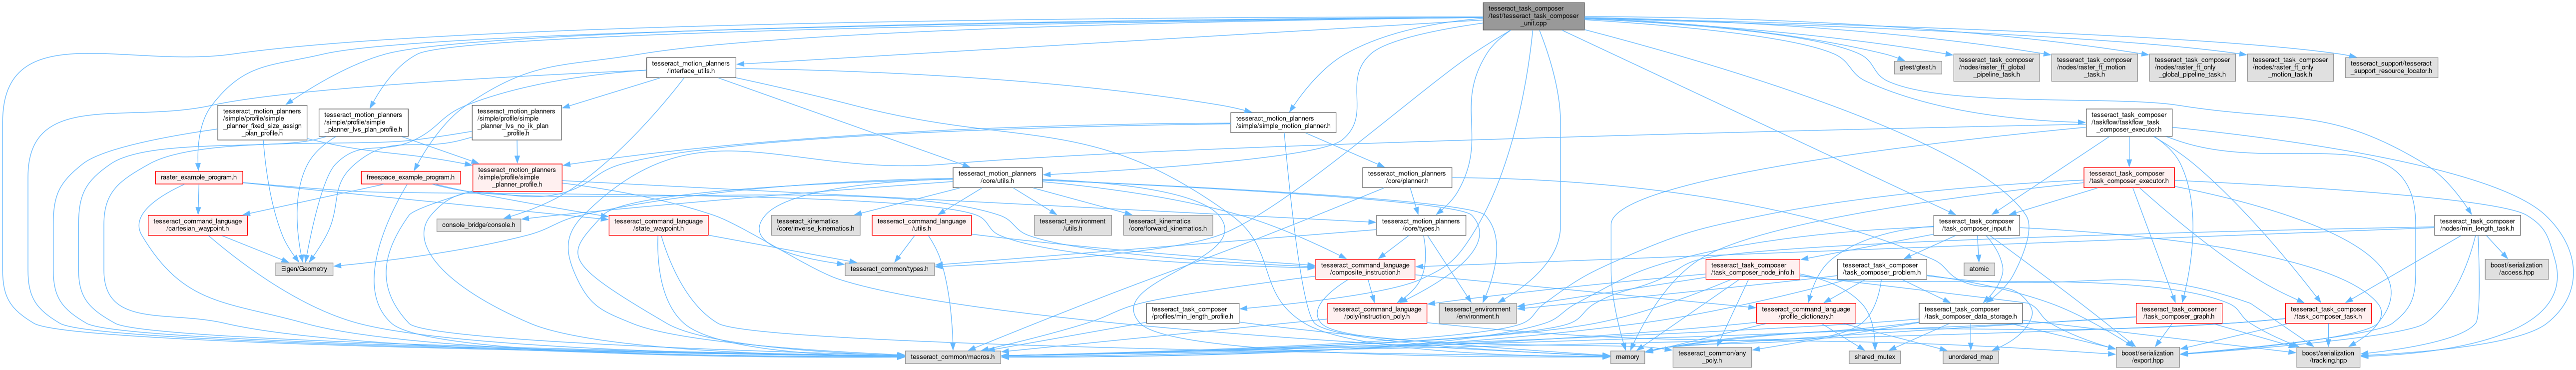 tesseract_task_composer
/test/tesseract_task_composer
_unit.cpp
tesseract_motion_planners
/interface_utils.h
gtest/gtest.h
tesseract_task_composer
/nodes/raster_ft_global
_pipeline_task.h
tesseract_task_composer
/nodes/raster_ft_motion
_task.h
tesseract_task_composer
/nodes/raster_ft_only
_global_pipeline_task.h
tesseract_task_composer
/nodes/raster_ft_only
_motion_task.h
tesseract_support/tesseract
_support_resource_locator.h
tesseract_motion_planners
/simple/profile/simple
_planner_fixed_size_assign
_plan_profile.h
tesseract_motion_planners
/simple/profile/simple
_planner_lvs_plan_profile.h
tesseract_motion_planners
/simple/profile/simple
_planner_lvs_no_ik_plan
_profile.h
tesseract_motion_planners
/simple/simple_motion_planner.h
tesseract_task_composer
/taskflow/taskflow_task
_composer_executor.h
raster_example_program.h
freespace_example_program.h
tesseract_motion_planners
/simple/profile/simple
_planner_profile.h
tesseract_motion_planners
/core/utils.h
tesseract_motion_planners
/core/planner.h
tesseract_task_composer
/task_composer_executor.h
tesseract_command_language
/cartesian_waypoint.h
console_bridge/console.h
tesseract_command_language
/state_waypoint.h
tesseract_kinematics
/core/inverse_kinematics.h
tesseract_command_language
/utils.h
tesseract_environment
/utils.h
tesseract_kinematics
/core/forward_kinematics.h
tesseract_motion_planners
/core/types.h
tesseract_task_composer
/task_composer_input.h
tesseract_task_composer
/nodes/min_length_task.h
Eigen/Geometry
tesseract_common/types.h
tesseract_command_language
/composite_instruction.h
tesseract_task_composer
/task_composer_node_info.h
tesseract_task_composer
/task_composer_problem.h
atomic
boost/serialization
/access.hpp
tesseract_task_composer
/profiles/min_length_profile.h
tesseract_command_language
/poly/instruction_poly.h
tesseract_environment
/environment.h
tesseract_command_language
/profile_dictionary.h
tesseract_task_composer
/task_composer_data_storage.h
tesseract_task_composer
/task_composer_graph.h
tesseract_task_composer
/task_composer_task.h
tesseract_common/macros.h
memory
tesseract_common/any
_poly.h
shared_mutex
unordered_map
boost/serialization
/export.hpp
boost/serialization
/tracking.hpp